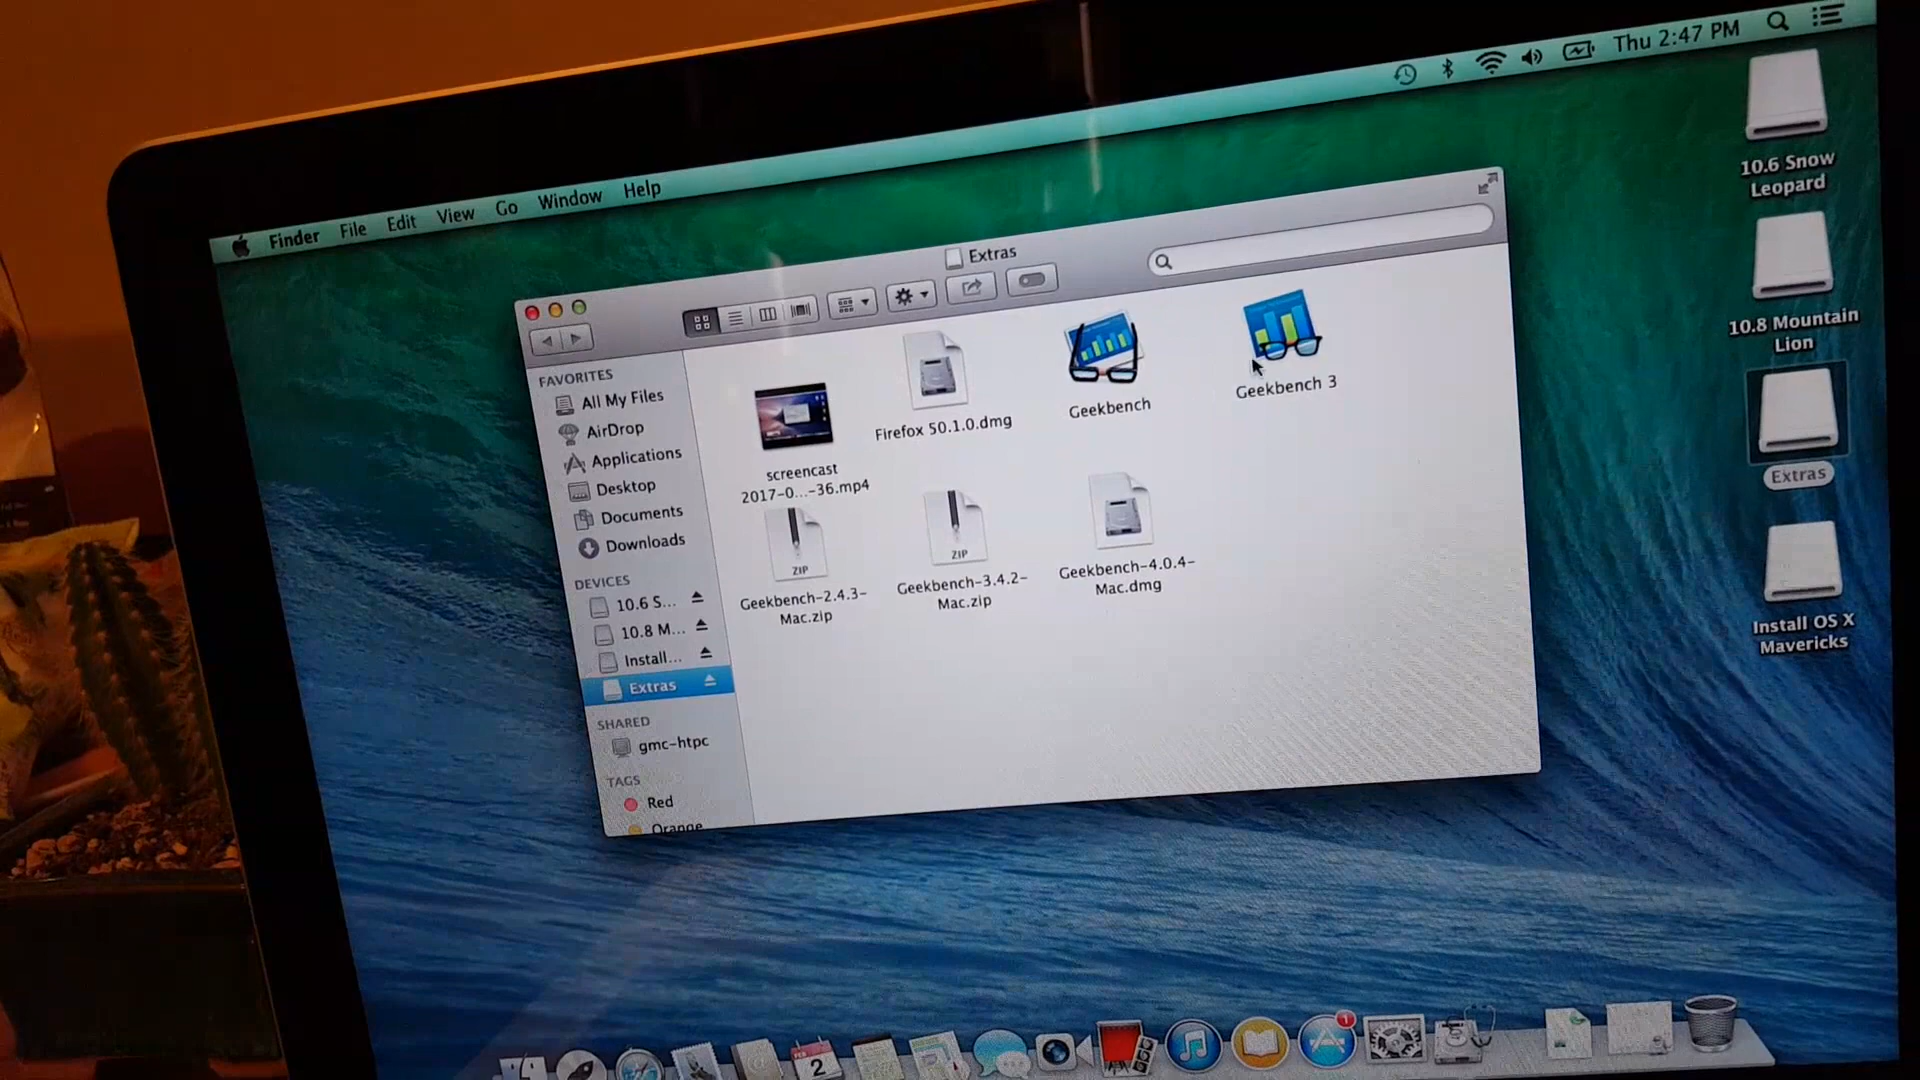 Finder File Edit View Go Window Help
Thu 2:47 PM
Extras
FAVORITES
All My Files
AirDrop
Applications
Desktop
Documents
Downloads
DEVICES
10.6 S...
10.8 M...
Install...
Extras
SHARED
gmc-htpc
TAGS
Red
Orange
screencast
2017-0...-36.mp4
Firefox 50.1.0.dmg
Geekbench
Geekbench 3
ZIP
Geekbench-2.4.3-
Mac.zip
ZIP
Geekbench-3.4.2-
Mac.zip
Geekbench-4.0.4-
Mac.dmg
10.6 Snow
Leopard
10.8 Mountain
Lion
Extras
Install OS X
Mavericks
FEB
2
1